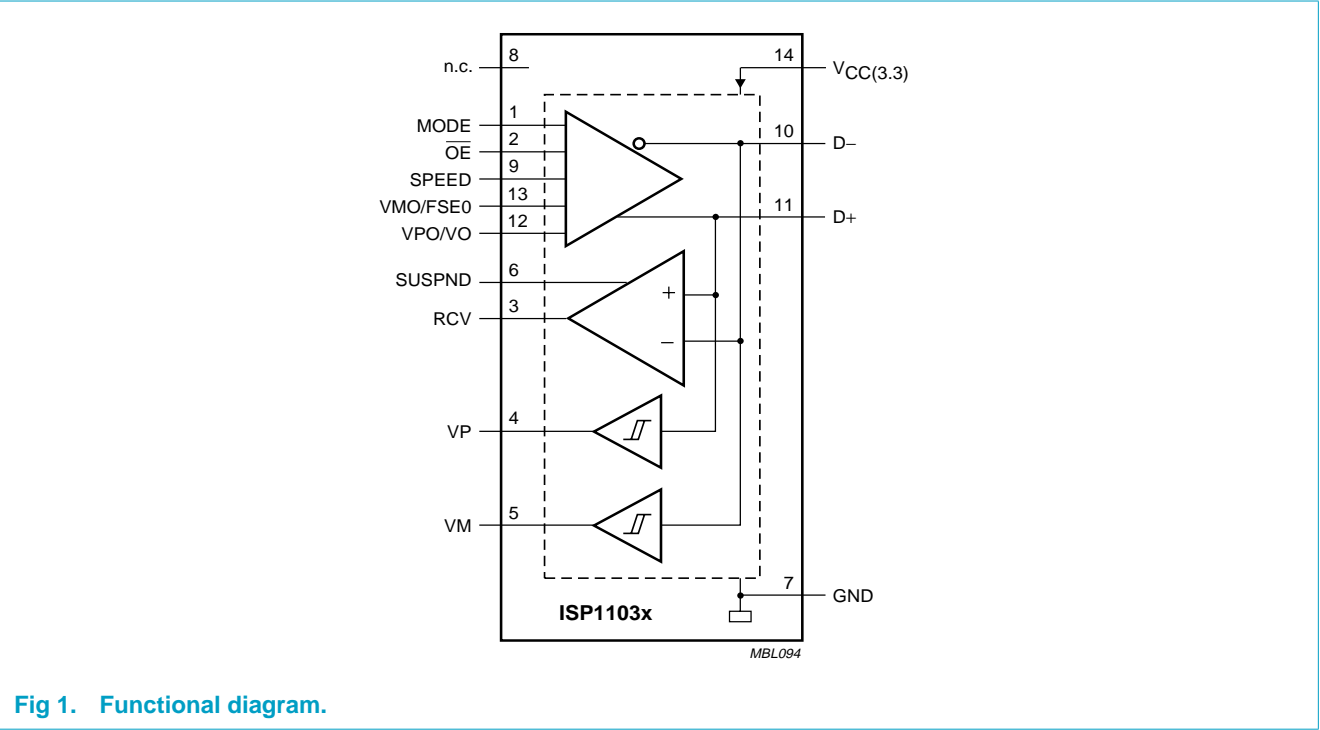 n.c. 8
14 VCC(3.3)
MODE 1
OE 2
SPEED 9
VMO/FSE0 13
VPO/VO 12
10 D−
11 D+
SUSPND 6
RCV 3
+
−
VP 4
VM 5
7 GND
ISP1103x
MBL094
Fig 1. Functional diagram.